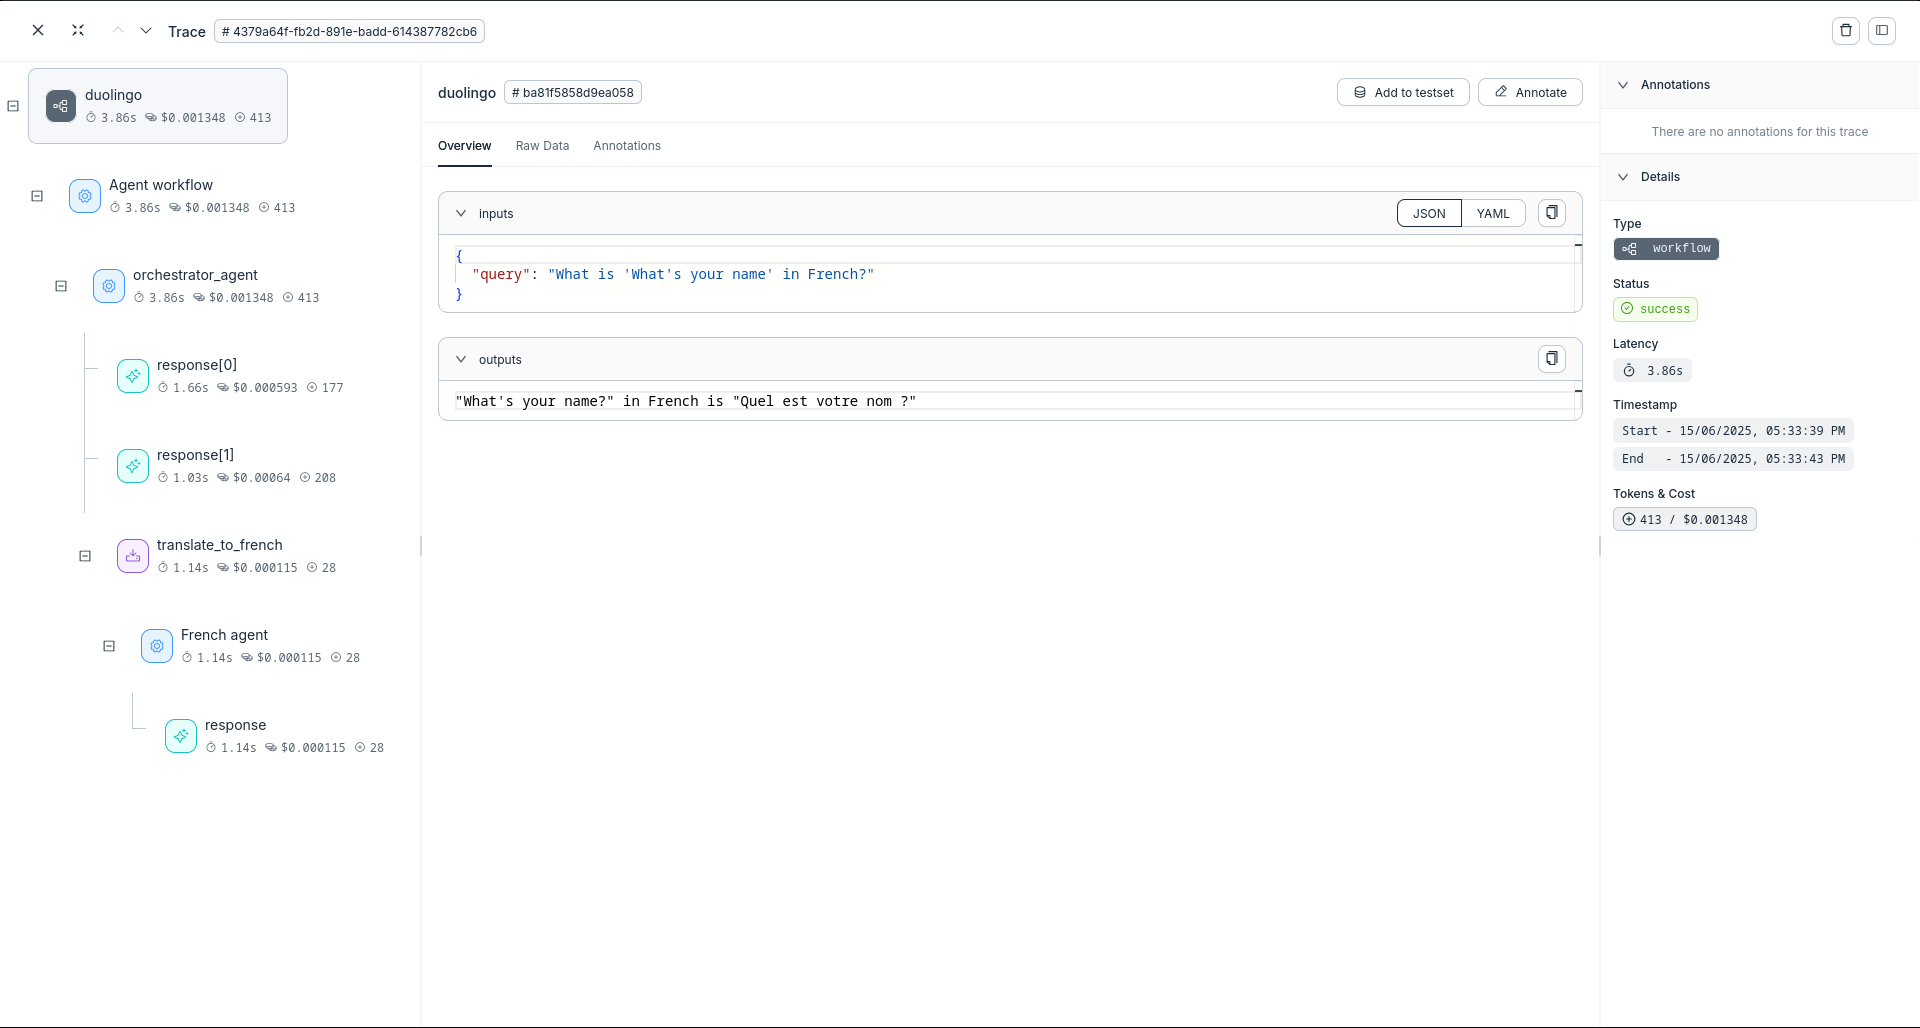 Trace # 4379a64f-fb2d-891e-badd-614387782cb6
duolingo
3.86s $0.001348 413
Agent workflow
3.86s $0.001348 413
orchestrator_agent
3.86s $0.001348 413
response[0]
1.66s $0.000593 177
response[1]
1.03s $0.00064 208
translate_to_french
1.14s $0.000115 28
French agent
1.14s $0.000115 28
response
1.14s $0.000115 28
duolingo # ba81f5858d9ea058 Add to testset Annotate
Overview Raw Data Annotations
inputs JSON YAML
{
"query": "What is 'What's your name' in French?"
}
outputs
"What's your name?" in French is "Quel est votre nom ?"
Annotations
There are no annotations for this trace
Details
Type
workflow
Status
success
Latency
3.86s
Timestamp
Start - 15/06/2025, 05:33:39 PM
End - 15/06/2025, 05:33:43 PM
Tokens & Cost
413 / $0.001348